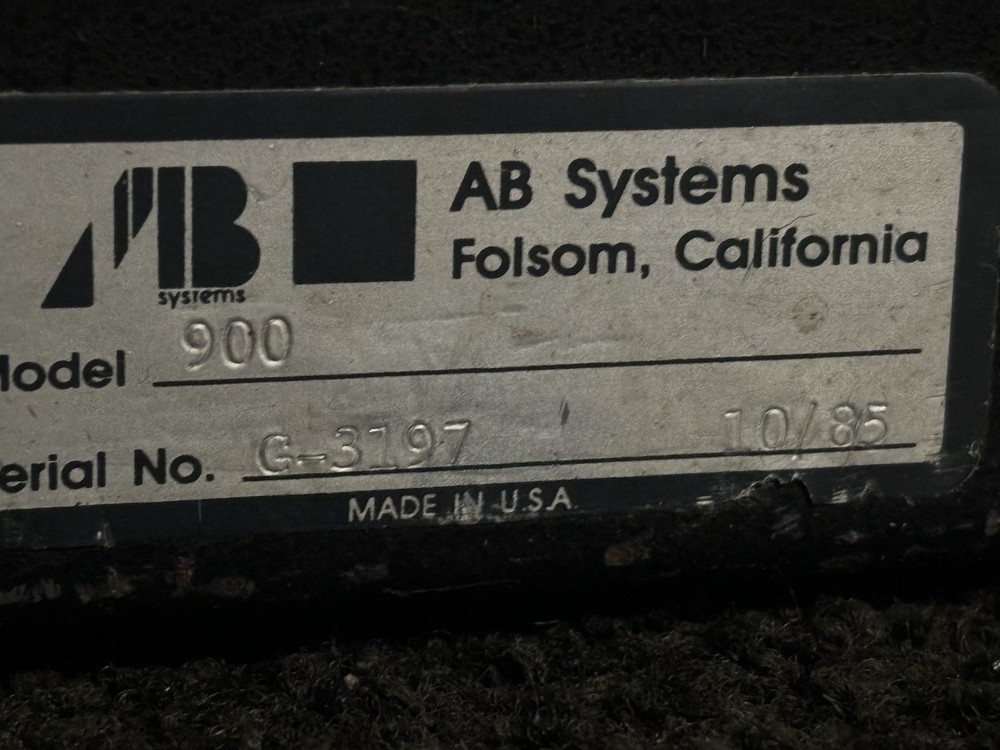 AB
systems
AB Systems
Folsom, California
Model 900
Serial No. G-3197 10/85
MADE IN U.S.A.